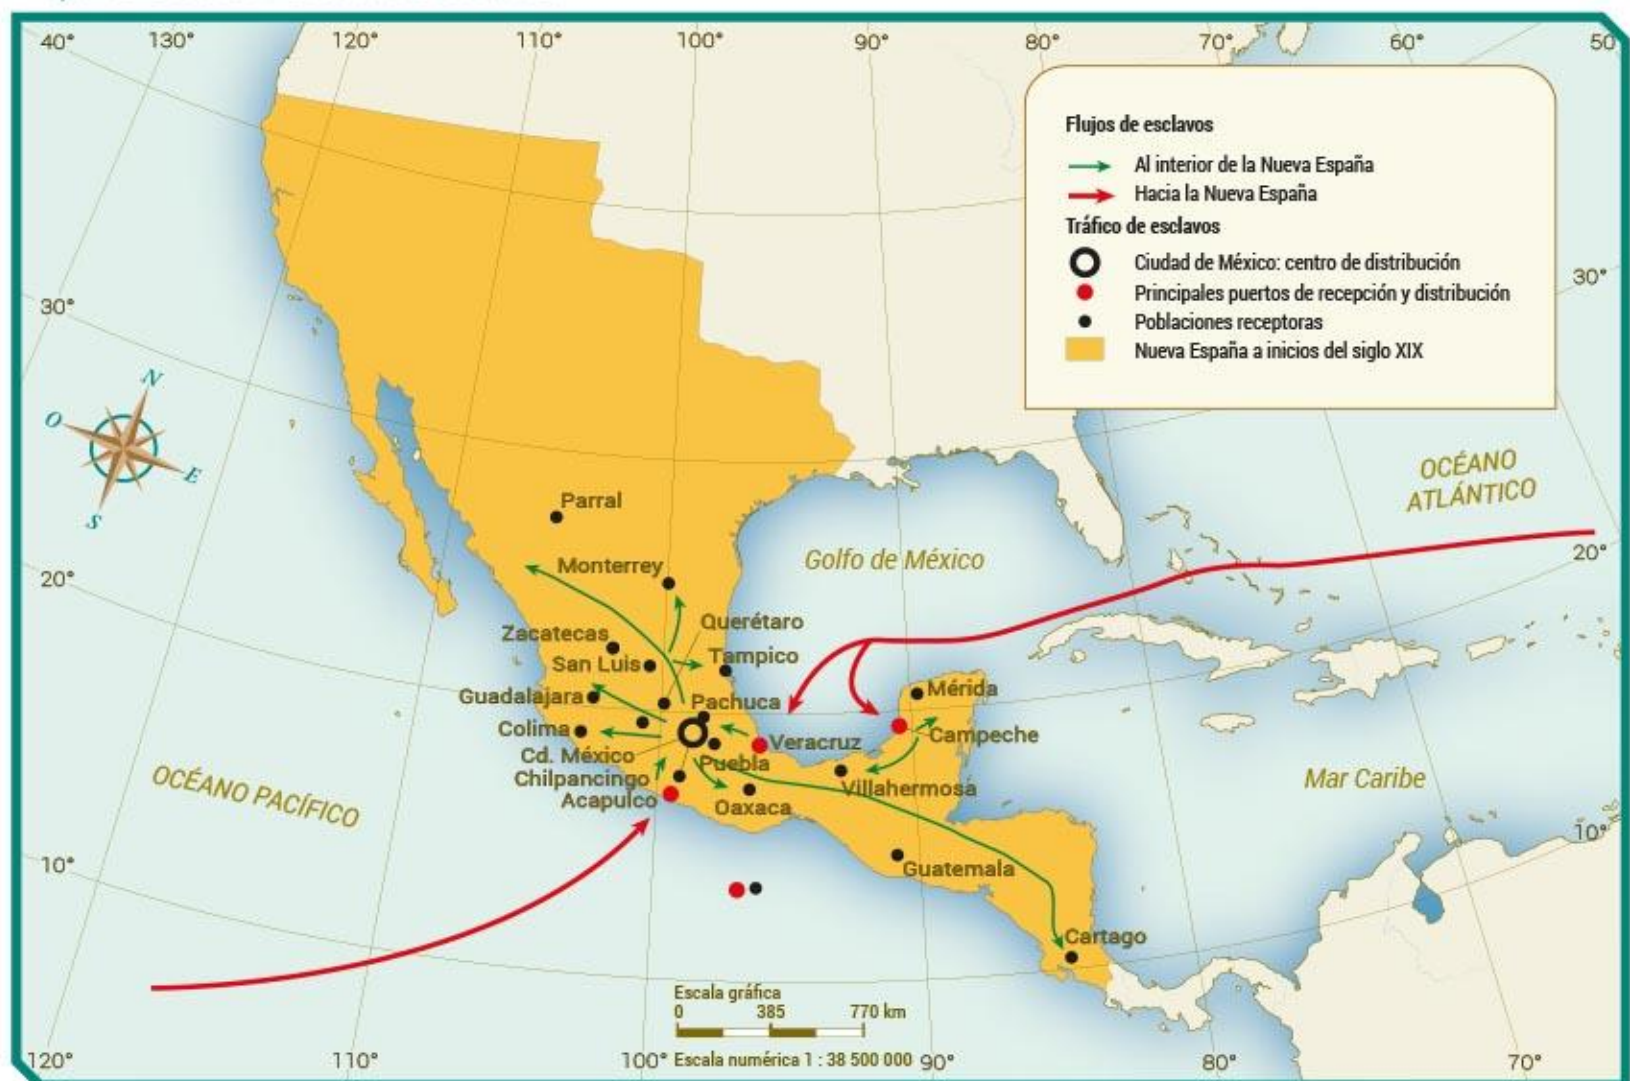 40°
130°
120°
110°
100°
90°
80°
70°
60°
50
Flujos de esclavos
Al interior de la Nueva España
Hacia la Nueva España
Tráfico de esclavos
Ciudad de México: centro de distribución
Principales puertos de recepción y distribución
Poblaciones receptoras
Nueva España a inicios del siglo XIX
30°
30°
N
O
E
S
OCÉANO
ATLÁNTICO
Parral
Golfo de México
20°
Monterrey
20°
Querétaro
Zacatecas
Tampico
San Luis
Mérida
Guadalajara
Pachuca
Colima
Campeche
Veracruz
Cd. México
Puebla
Chilpancingo
Mar Caribe
Villahermosa
Acapulco
Oaxaca
OCÉANO PACÍFICO
10°
10°
Guatemala
Cartago
Escala gráfica
0 385 770 km
Escala numérica 1 : 38 500 000
120°
110°
100°
90°
80°
70°